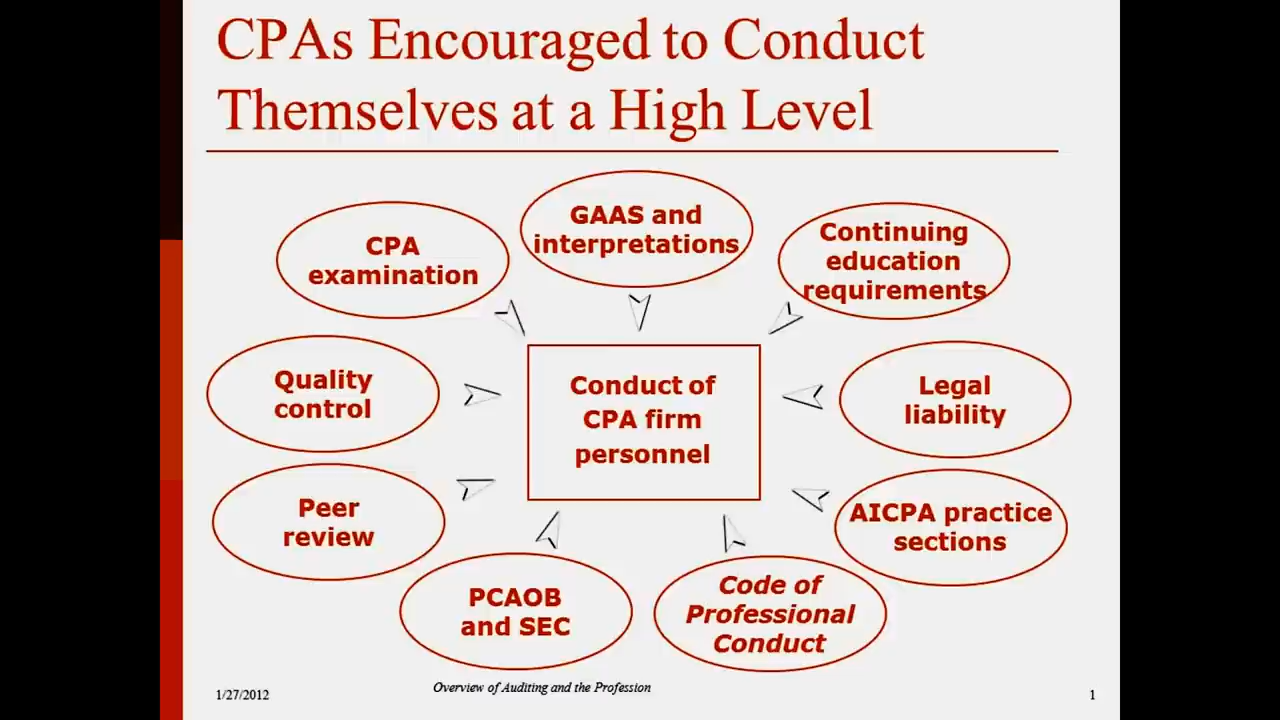 CPAs Encouraged to Conduct
Themselves at a High Level
GAAS and
interpretations
CPA
examination
Continuing
education
requirements
Quality
control
Conduct of
CPA firm
personnel
Legal
liability
Peer
review
AICPA practice
sections
PCAOB
and SEC
Code of
Professional
Conduct
1/27/2012
Overview of Auditing and the Profession
1